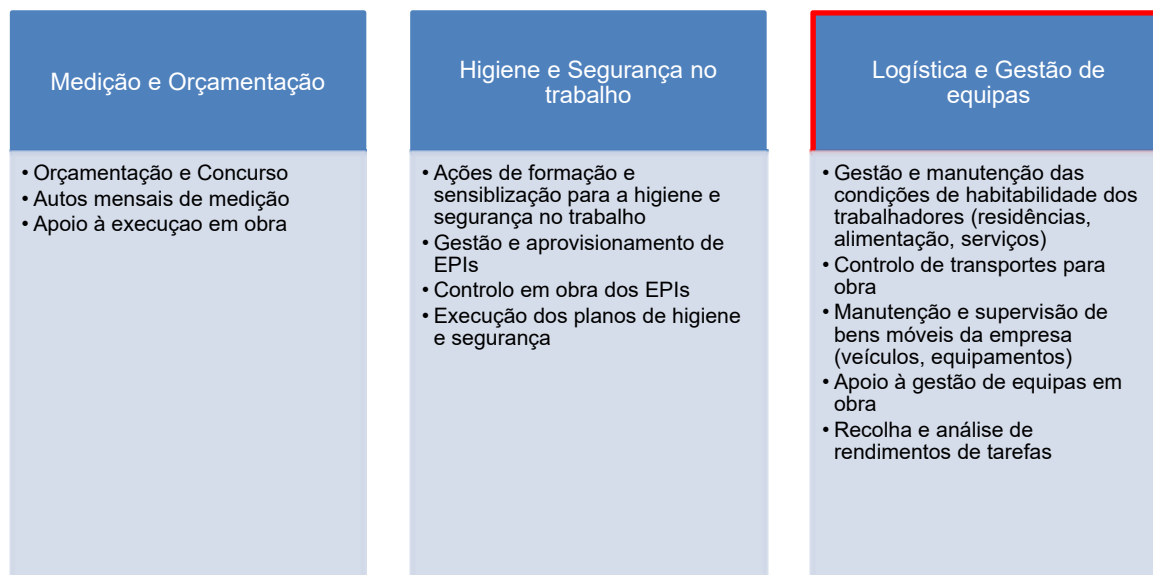 Medição e Orçamentação
• Orçamentação e Concurso
• Autos mensais de medição
• Apoio à execuçao em obra
Higiene e Segurança no
trabalho
• Ações de formação e
sensiblização para a higiene e
segurança no trabalho
• Gestão e aprovisionamento de
EPIs
• Controlo em obra dos EPIs
• Execução dos planos de higiene
e segurança
Logística e Gestão de
equipas
• Gestão e manutenção das
condições de habitabilidade dos
trabalhadores (residências,
alimentação, serviços)
• Controlo de transportes para
obra
• Manutenção e supervisão de
bens móveis da empresa
(veículos, equipamentos)
• Apoio à gestão de equipas em
obra
• Recolha e análise de
rendimentos de tarefas